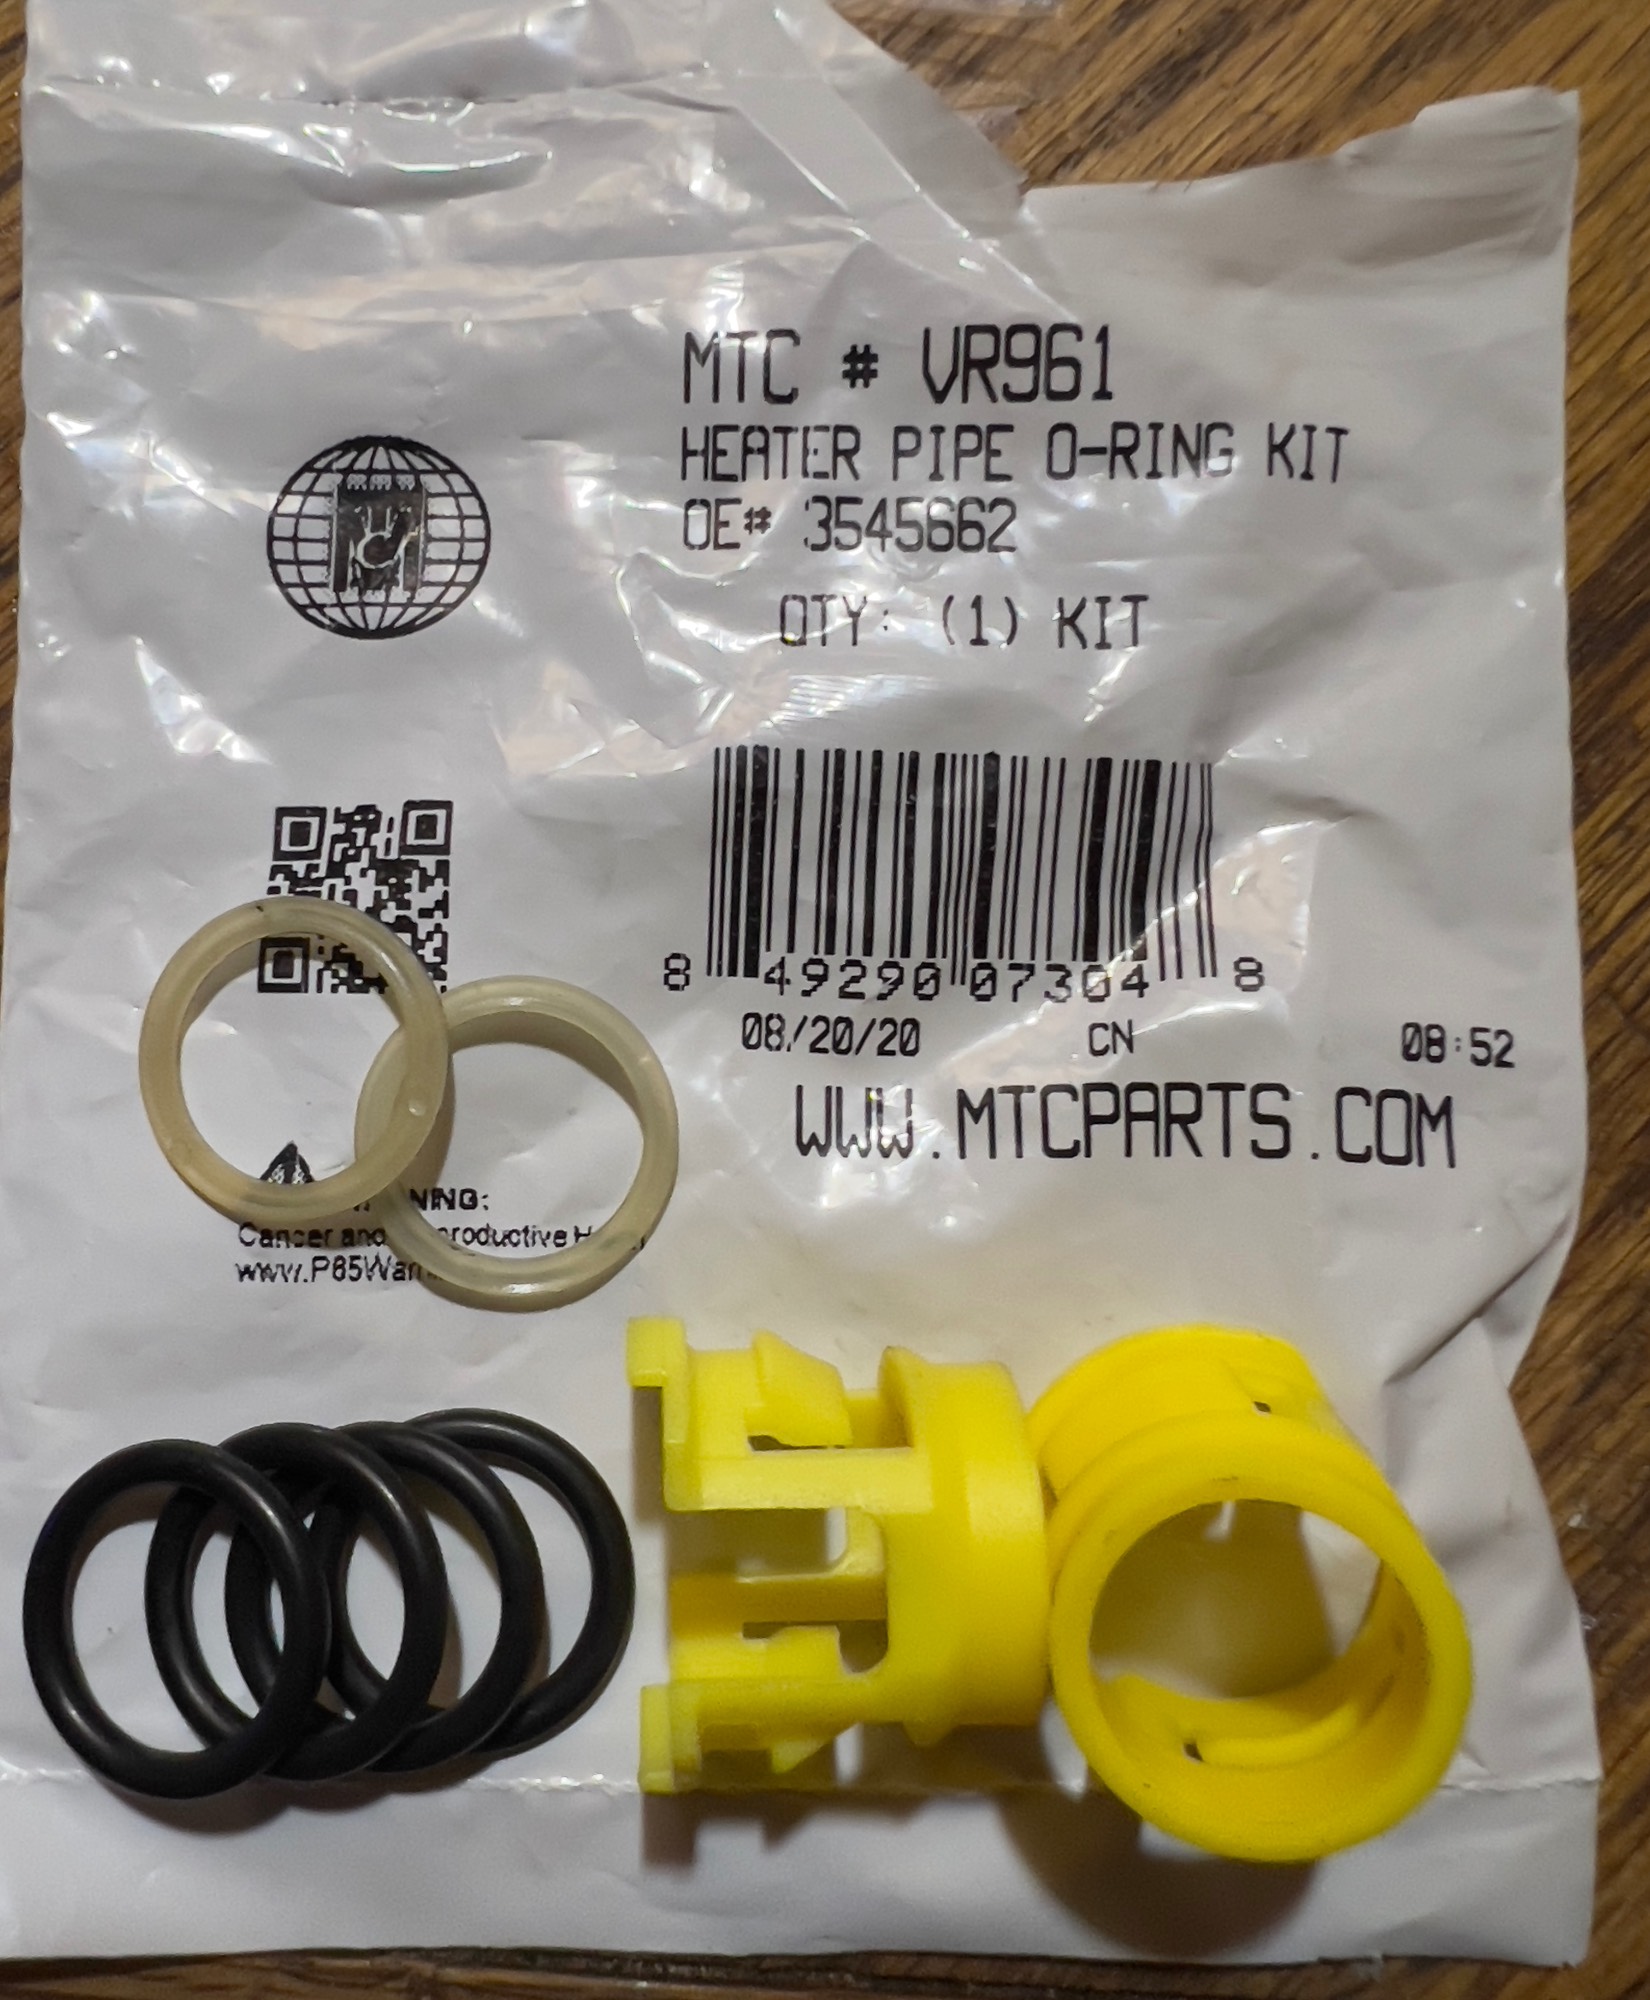 MTC # VR961
HEATER PIPE O-RING KIT
OE# 3545662
QTY: (1) KIT
8 49290 07304 8
08/20/20 CN 08:52
WWW.MTCPARTS.COM
Cancer and
www.P65War